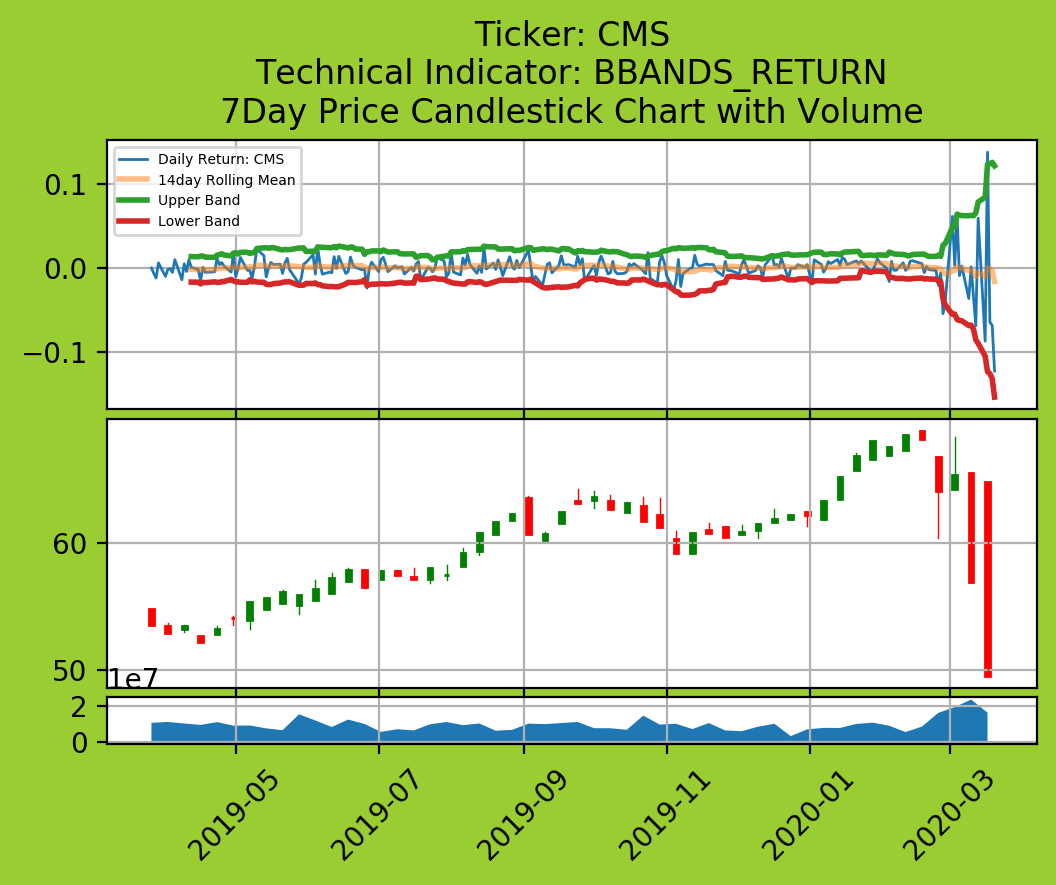 Ticker: CMS
Technical Indicator: BBANDS_RETURN
7Day Price Candlestick Chart with Volume
Daily Return: CMS
14day Rolling Mean
Upper Band
Lower Band
0.1
0.0
−0.1
60
50
1e7
2
0
2019-05
2019-07
2019-09
2019-11
2020-01
2020-03